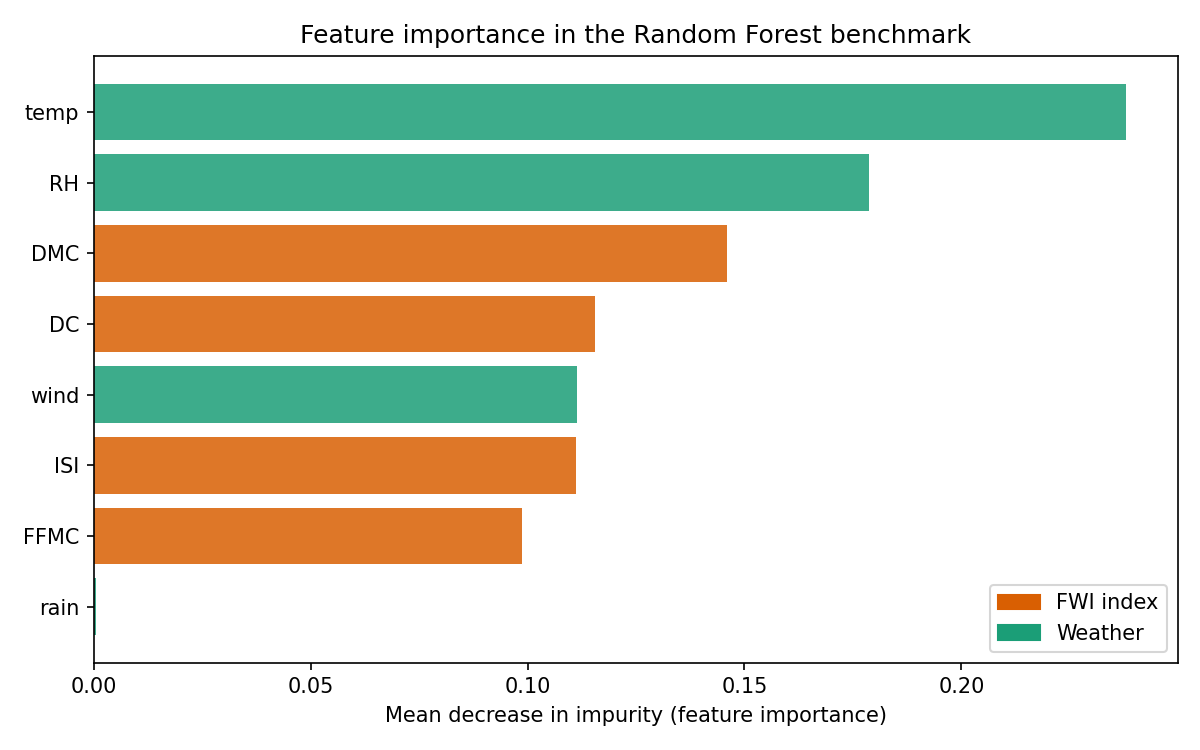 Feature importance in the Random Forest benchmark
temp
RH
DMC
DC
wind
ISI
FFMC
rain
FWI index
Weather
0.00 0.05 0.10 0.15 0.20
Mean decrease in impurity (feature importance)